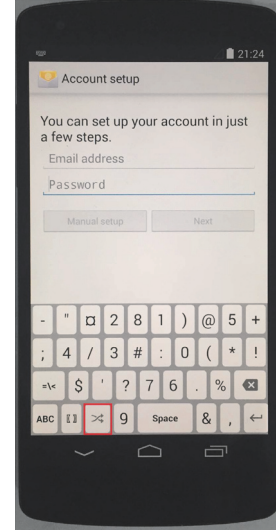 21:24
Account setup
You can set up your account in just
a few steps.
Email address
Password
Manual setup Next
- " ¤ 2 8 1 ) @ 5 +
; 4 / 3 # : 0 ( * !
=\< $ ' ? 7 6 . %
ABC 9 Space & ,